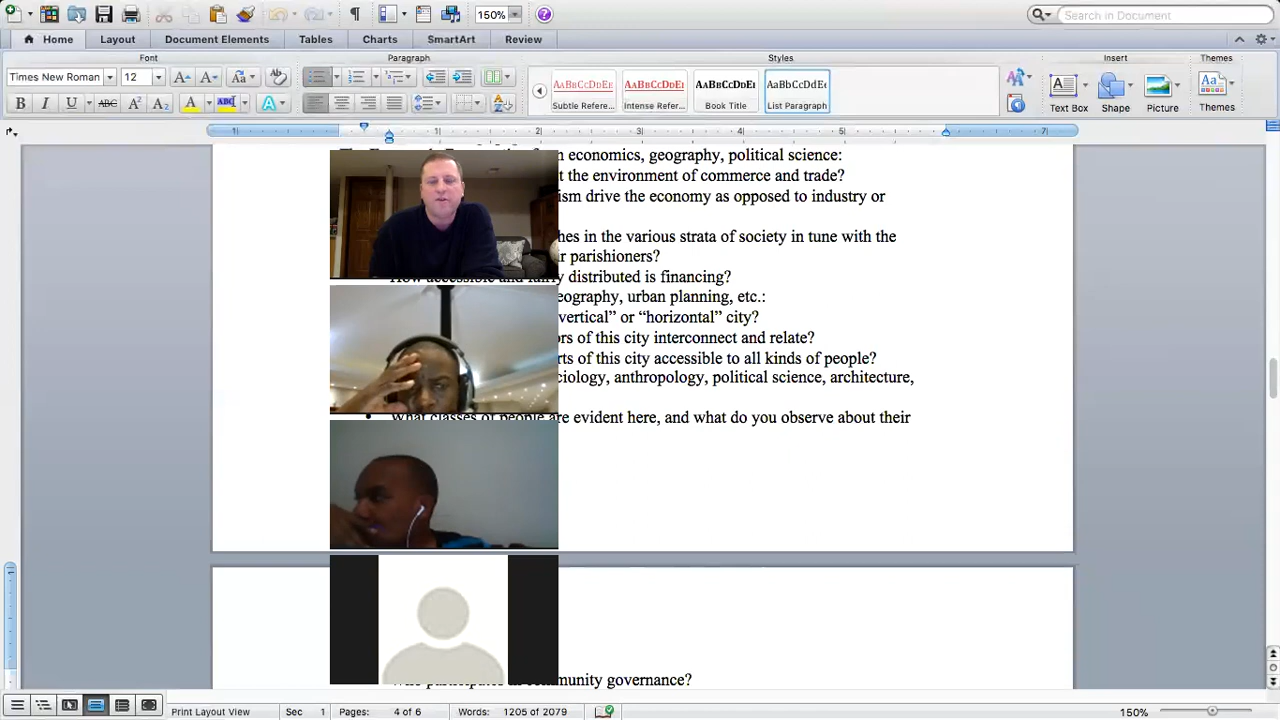 150%
Search in Document
Home
Layout
Document Elements
Tables
Charts
SmartArt
Review
Font
Paragraph
Styles
Insert
Themes
Times New Roman
12
AaBbCcDdEe
Subtle Refere...
AaBbCcDdEe
Intense Refer...
AaBbCcDdEe
Book Title
AaBbCcDdEe
List Paragraph
Text Box
Shape
Picture
Themes
economics, geography, political science:
the environment of commerce and trade?
ism drive the economy as opposed to industry or
hes in the various strata of society in tune with the
parishioners?
How accessible and fairly distributed is financing?
eography, urban planning, etc.:
vertical” or “horizontal” city?
ors of this city interconnect and relate?
rts of this city accessible to all kinds of people?
ciology, anthropology, political science, architecture,
What classes of people are evident here, and what do you observe about their
community governance?
Print Layout View
Sec 1
Pages: 4 of 6
Words: 1205 of 2079
150%